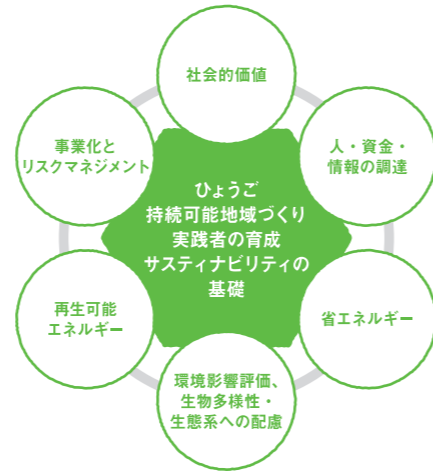 社会的価値
事業化と
リスクマネジメント
人・資金・
情報の調達
ひょうご
持続可能地域づくり
実践者の育成
サスティナビリティの
基礎
再生可能
エネルギー
省エネルギー
環境影響評価、
生物多様性・
生態系への配慮